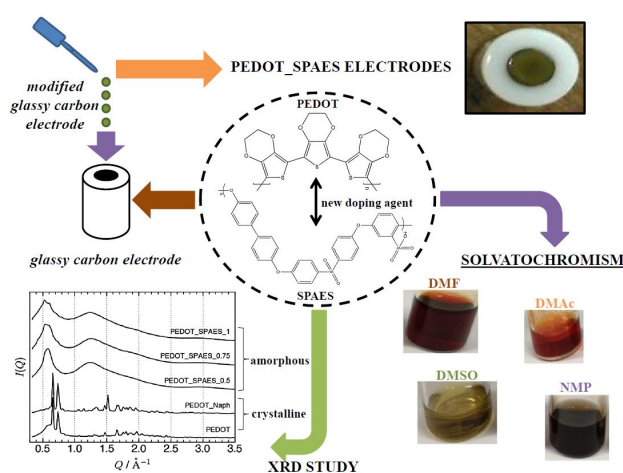 PEDOT_SPAES ELECTRODES
modified
glassy carbon
electrode
PEDOT
new doping agent
SPAES
glassy carbon electrode
SOLVATOCHROMISM
DMF
DMAc
DMSO
NMP
I(Q)
PEDOT_SPAES_1
PEDOT_SPAES_0.75
amorphous
PEDOT_SPAES_0.5
PEDOT_Naph
crystalline
PEDOT
0.5 1.0 1.5 2.0 2.5 3.0 3.5
Q / Å⁻¹
XRD STUDY